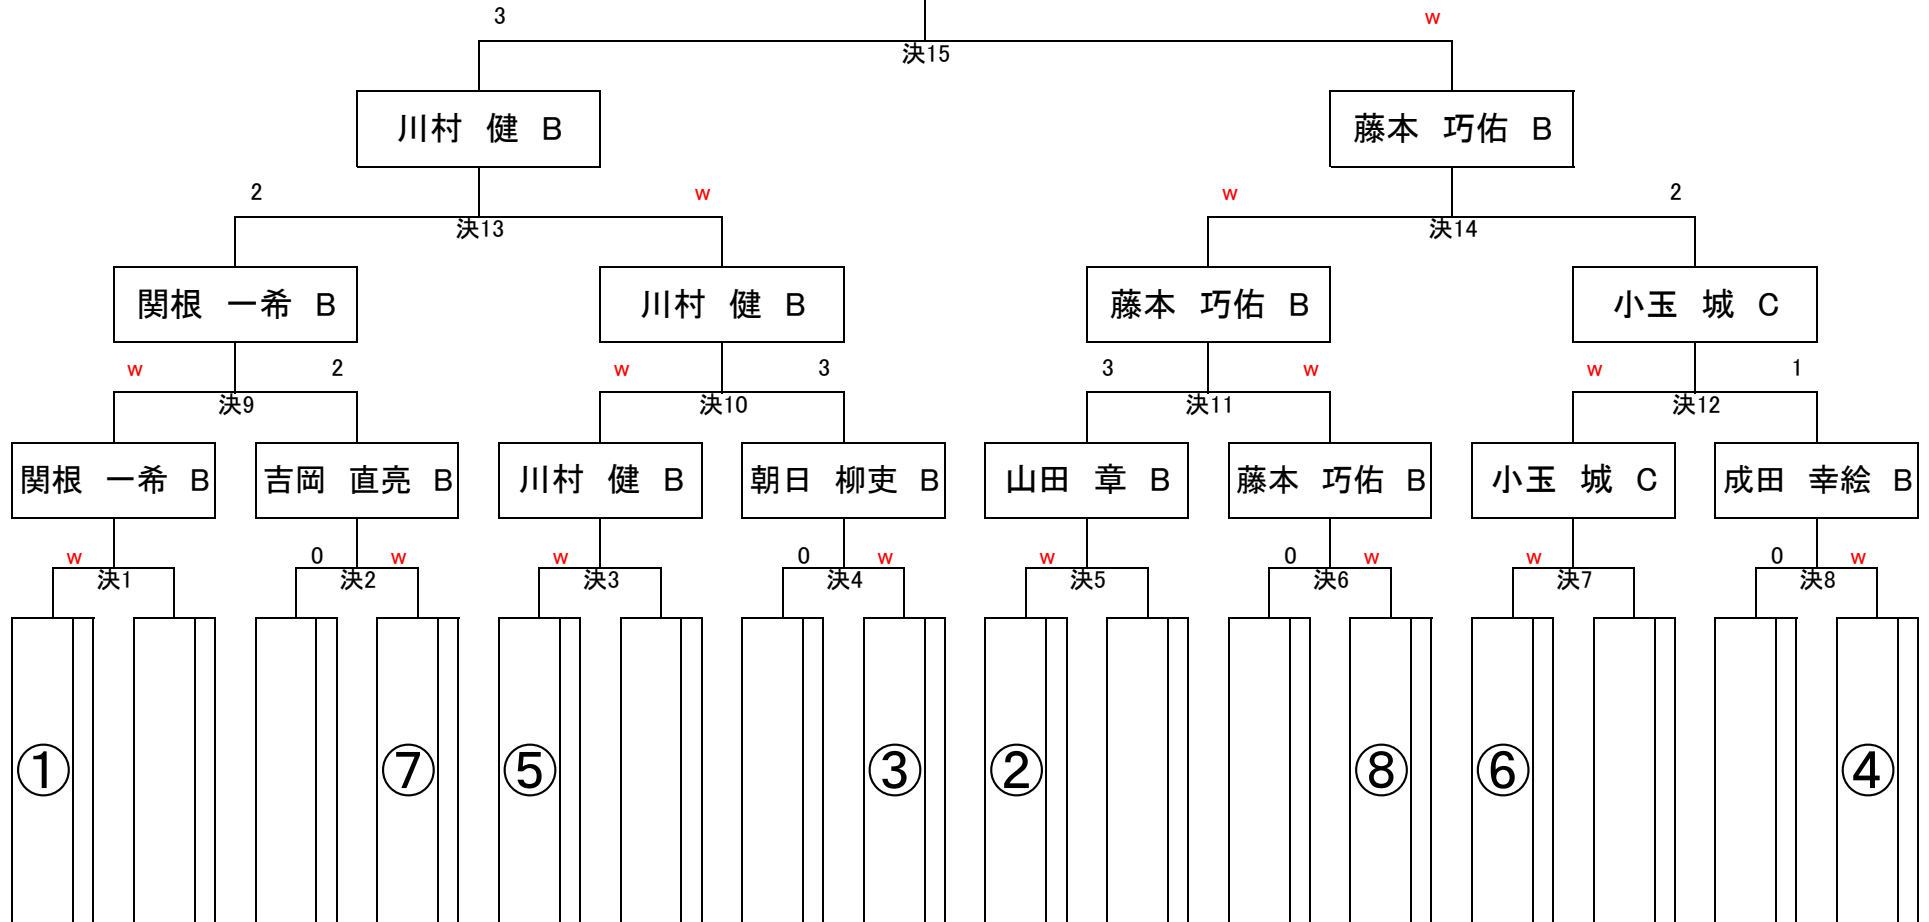 3 w
決15
川村 健 B 藤本 巧佑 B
2 w w 2
決13 決14
関根 一希 B 川村 健 B 藤本 巧佑 B 小玉 城 C
w 2 w 3 3 w w 1
決9 決10 決11 決12
関根 一希 B 吉岡 直亮 B 川村 健 B 朝日 柳吏 B 山田 章 B 藤本 巧佑 B 小玉 城 C 成田 幸絵 B
w 0 w w 0 w w 0 w w 0 w
決1 決2 決3 決4 決5 決6 決7 決8
① ⑦ ⑤ ③ ② ⑧ ⑥ ④